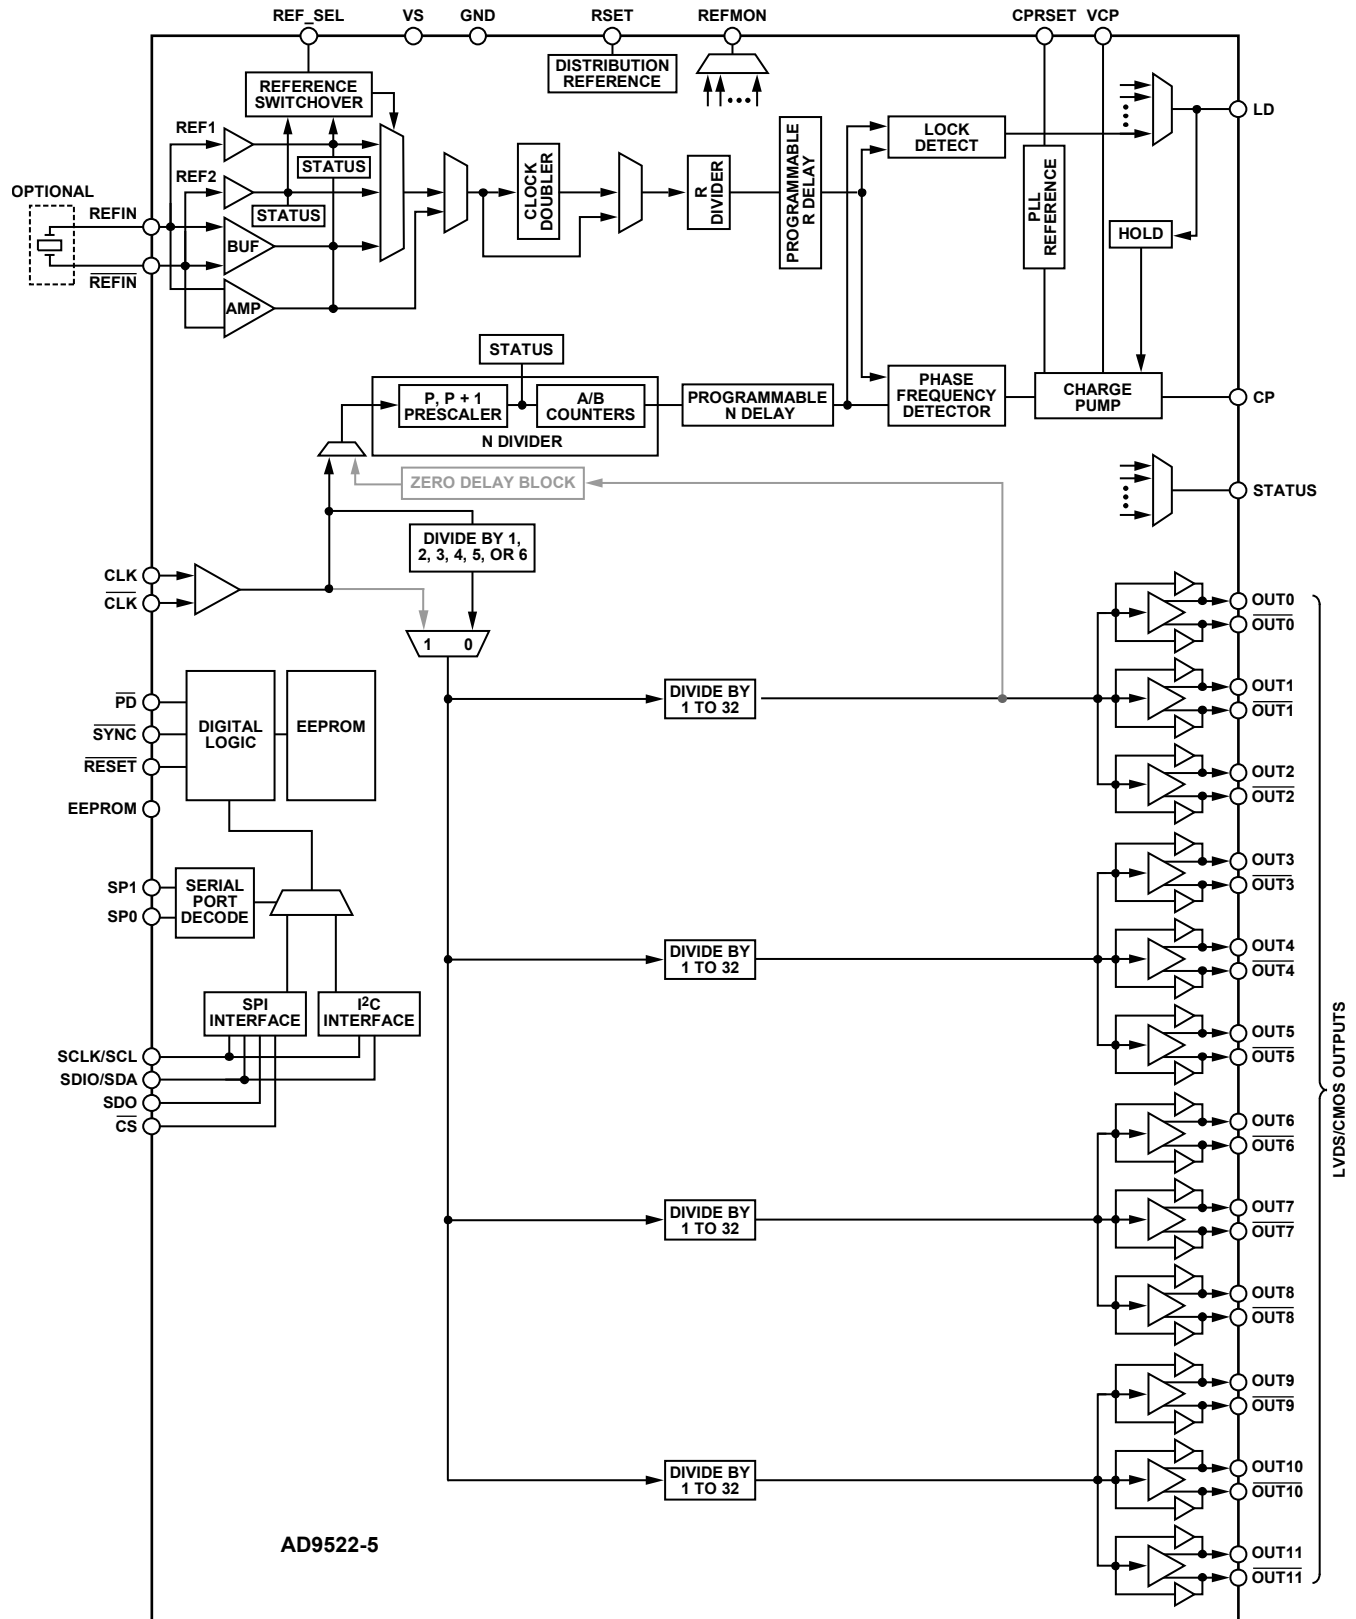 REF_SEL
VS
GND
RSET
REFMON
CPRSET
VCP
DISTRIBUTION
REFERENCE
REFERENCE
SWITCHOVER
REF1
STATUS
REF2
STATUS
OPTIONAL
REFIN
REFIN
BUF
AMP
CLOCK
DOUBLER
R
DIVIDER
PROGRAMMABLE
R DELAY
LOCK
DETECT
PLL
REFERENCE
LD
HOLD
STATUS
P, P + 1
PRESCALER
A/B
COUNTERS
N DIVIDER
PROGRAMMABLE
N DELAY
PHASE
FREQUENCY
DETECTOR
CHARGE
PUMP
CP
ZERO DELAY BLOCK
STATUS
DIVIDE BY 1,
2, 3, 4, 5, OR 6
CLK
CLK
1 0
PD
SYNC
RESET
EEPROM
DIGITAL
LOGIC
EEPROM
SP1
SP0
SERIAL
PORT
DECODE
SPI
INTERFACE
I²C
INTERFACE
SCLK/SCL
SDIO/SDA
SDO
CS
DIVIDE BY
1 TO 32
DIVIDE BY
1 TO 32
DIVIDE BY
1 TO 32
DIVIDE BY
1 TO 32
OUT0
OUT0
OUT1
OUT1
OUT2
OUT2
OUT3
OUT3
OUT4
OUT4
OUT5
OUT5
OUT6
OUT6
OUT7
OUT7
OUT8
OUT8
OUT9
OUT9
OUT10
OUT10
OUT11
OUT11
LVDS/CMOS OUTPUTS
AD9522-5